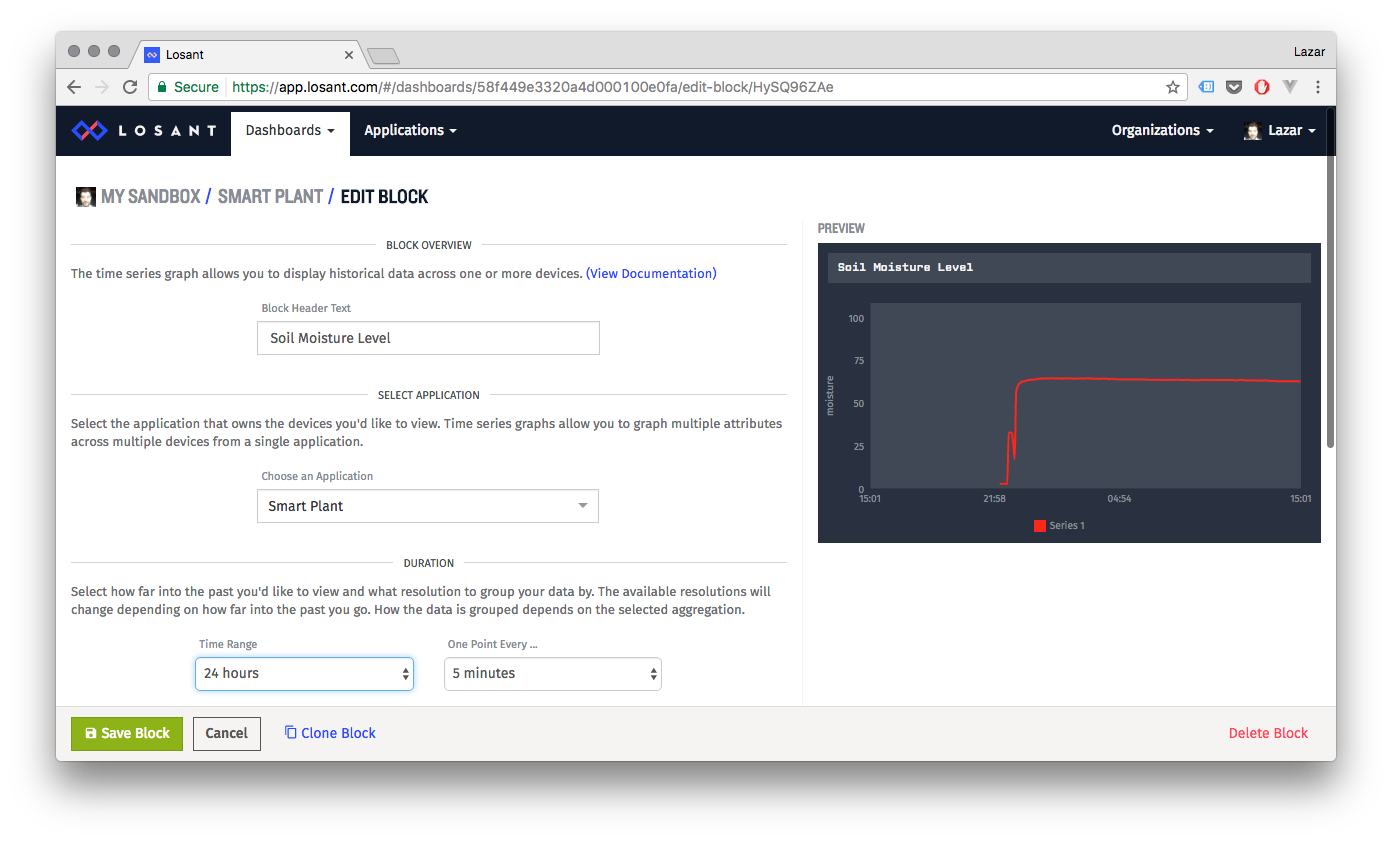 Losant
Lazar
Secure https://app.losant.com/#/dashboards/58f449e3320a4d000100e0fa/edit-block/HySQ96ZAe
LOSANT Dashboards Applications Organizations Lazar
MY SANDBOX / SMART PLANT / EDIT BLOCK
BLOCK OVERVIEW
The time series graph allows you to display historical data across one or more devices. (View Documentation)
Block Header Text
Soil Moisture Level
SELECT APPLICATION
Select the application that owns the devices you'd like to view. Time series graphs allow you to graph multiple attributes
across multiple devices from a single application.
Choose an Application
Smart Plant
DURATION
Select how far into the past you'd like to view and what resolution to group your data by. The available resolutions will
change depending on how far into the past you go. How the data is grouped depends on the selected aggregation.
Time Range One Point Every ...
24 hours 5 minutes
PREVIEW
Soil Moisture Level
100
75
50
25
0
moisture
15:01 21:58 04:54 15:01
Series 1
Save Block Cancel Clone Block Delete Block